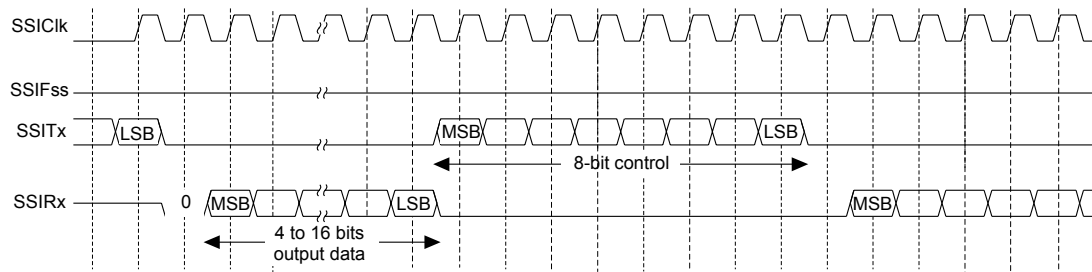 SSIClk
SSIFss
SSITx
LSB
MSB
LSB
8-bit control
SSIRx
0
MSB
LSB
MSB
4 to 16 bits
output data